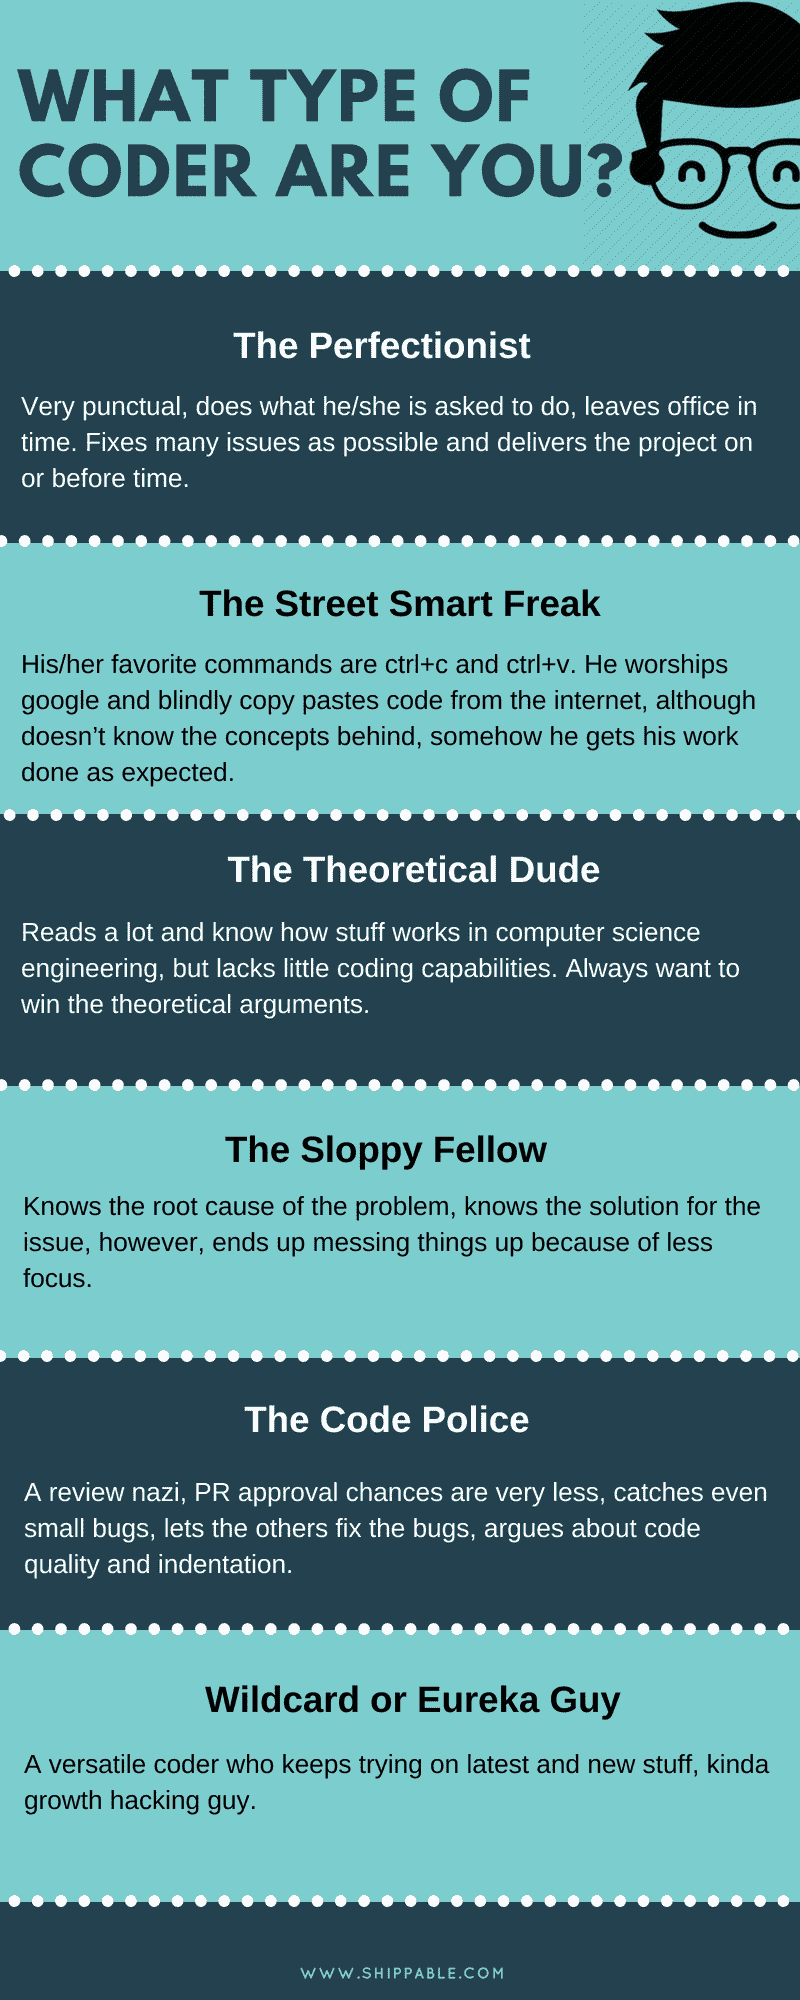 WHAT TYPE OF
CODER ARE YOU?
The Perfectionist
Very punctual, does what he/she is asked to do, leaves office in
time. Fixes many issues as possible and delivers the project on
or before time.
The Street Smart Freak
His/her favorite commands are ctrl+c and ctrl+v. He worships
google and blindly copy pastes code from the internet, although
doesn’t know the concepts behind, somehow he gets his work
done as expected.
The Theoretical Dude
Reads a lot and know how stuff works in computer science
engineering, but lacks little coding capabilities. Always want to
win the theoretical arguments.
The Sloppy Fellow
Knows the root cause of the problem, knows the solution for the
issue, however, ends up messing things up because of less
focus.
The Code Police
A review nazi, PR approval chances are very less, catches even
small bugs, lets the others fix the bugs, argues about code
quality and indentation.
Wildcard or Eureka Guy
A versatile coder who keeps trying on latest and new stuff, kinda
growth hacking guy.
WWW.SHIPPABLE.COM